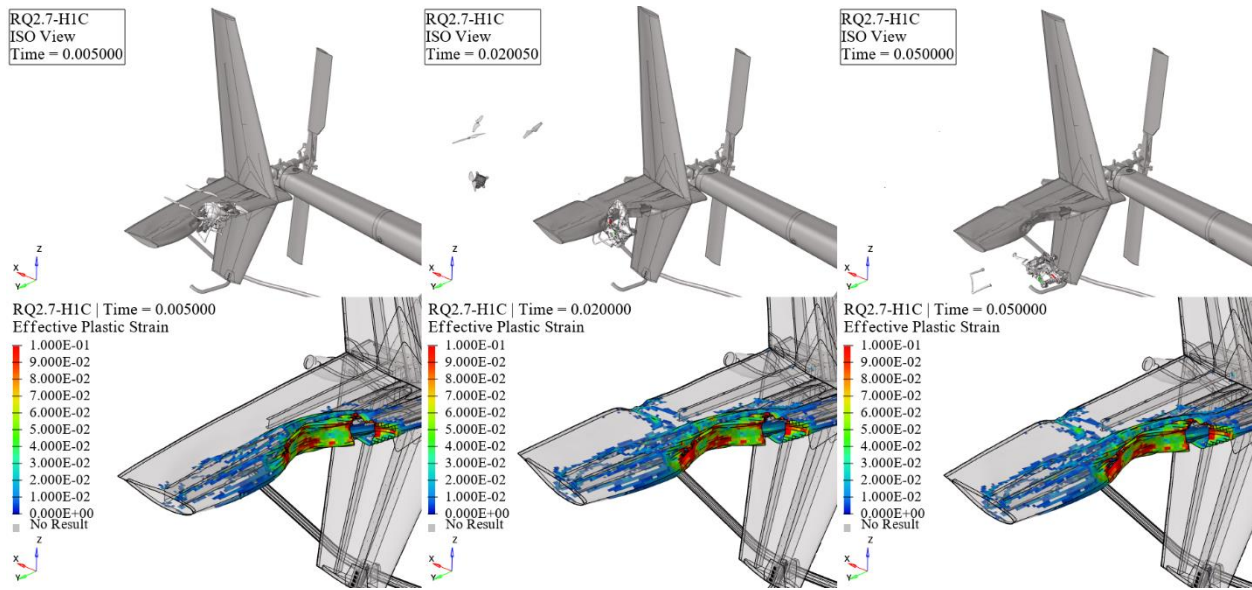 RQ2.7-H1C
ISO View
Time = 0.005000
Z
X
Y
RQ2.7-H1C
ISO View
Time = 0.020050
Z
X
Y
RQ2.7-H1C
ISO View
Time = 0.050000
Z
X
Y
RQ2.7-H1C | Time = 0.005000
Effective Plastic Strain
1.000E-01
9.000E-02
8.000E-02
7.000E-02
6.000E-02
5.000E-02
4.000E-02
3.000E-02
2.000E-02
1.000E-02
0.000E+00
No Result
Z
X
Y
RQ2.7-H1C | Time = 0.020000
Effective Plastic Strain
1.000E-01
9.000E-02
8.000E-02
7.000E-02
6.000E-02
5.000E-02
4.000E-02
3.000E-02
2.000E-02
1.000E-02
0.000E+00
No Result
Z
X
Y
RQ2.7-H1C | Time = 0.050000
Effective Plastic Strain
1.000E-01
9.000E-02
8.000E-02
7.000E-02
6.000E-02
5.000E-02
4.000E-02
3.000E-02
2.000E-02
1.000E-02
0.000E+00
No Result
Z
X
Y